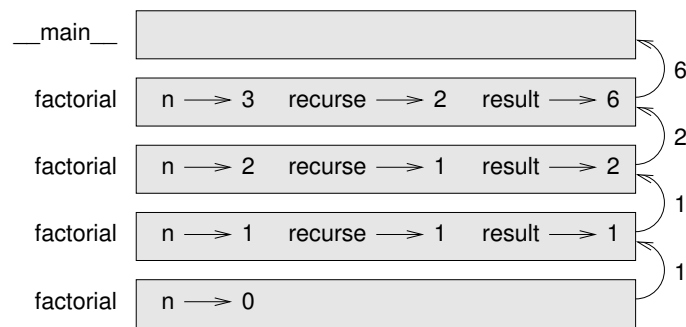 __main__
6
factorial n 3 recurse 2 result 6
2
factorial n 2 recurse 1 result 2
1
factorial n 1 recurse 1 result 1
1
factorial n 0